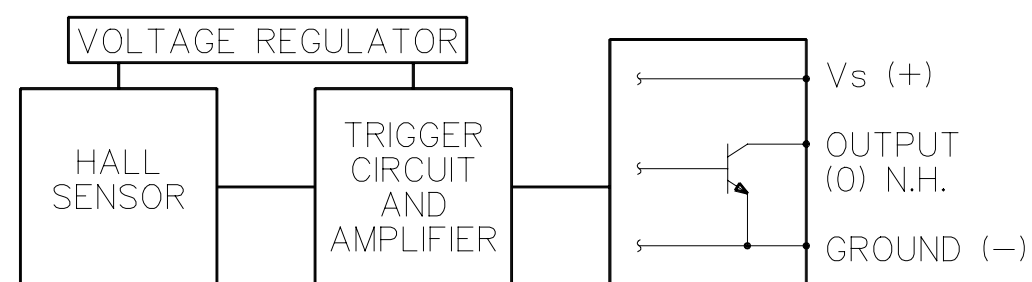 VOLTAGE REGULATOR
HALL
SENSOR
TRIGGER
CIRCUIT
AND
AMPLIFIER
Vs (+)
OUTPUT
(O) N.H.
GROUND (—)